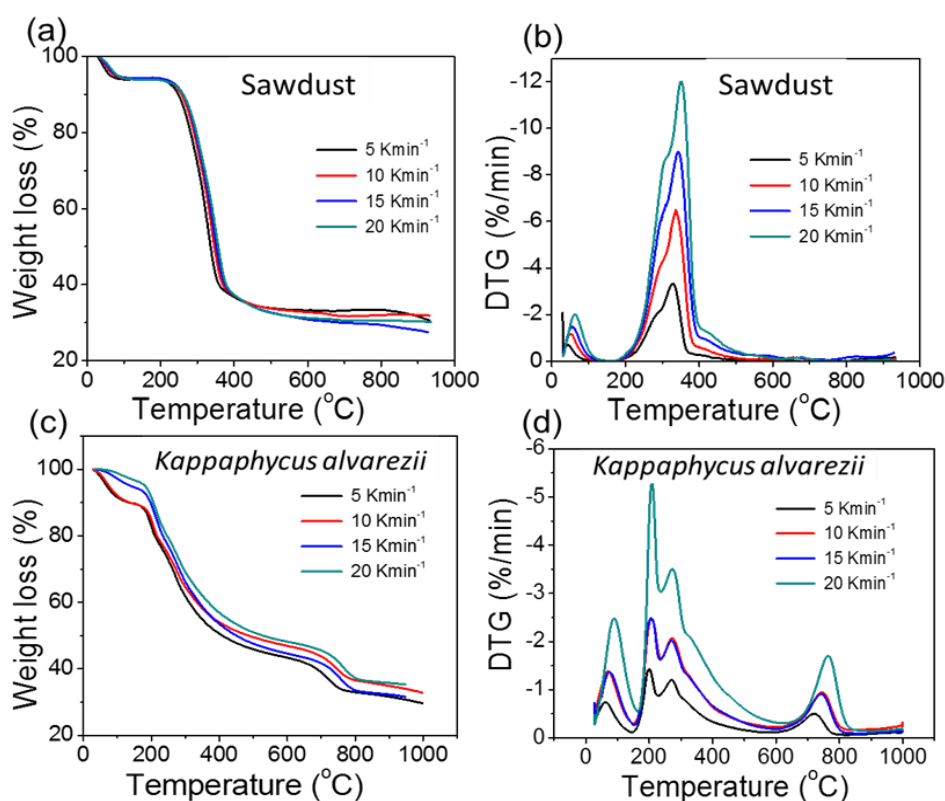 (a)
Sawdust
5 Kmin⁻¹
10 Kmin⁻¹
15 Kmin⁻¹
20 Kmin⁻¹
Weight loss (%)
100
80
60
40
20
0 200 400 600 800 1000
Temperature (°C)
(b)
Sawdust
5 Kmin⁻¹
10 Kmin⁻¹
15 Kmin⁻¹
20 Kmin⁻¹
DTG (%/min)
-12
-10
-8
-6
-4
-2
0
0 200 400 600 800 1000
Temperature (°C)
(c)
Kappaphycus alvarezii
5 Kmin⁻¹
10 Kmin⁻¹
15 Kmin⁻¹
20 Kmin⁻¹
Weight loss (%)
100
80
60
40
20
0 200 400 600 800 1000
Temperature (°C)
(d)
Kappaphycus alvarezii
5 Kmin⁻¹
10 Kmin⁻¹
15 Kmin⁻¹
20 Kmin⁻¹
DTG (%/min)
-6
-5
-4
-3
-2
-1
0
0 200 400 600 800 1000
Temperature (°C)